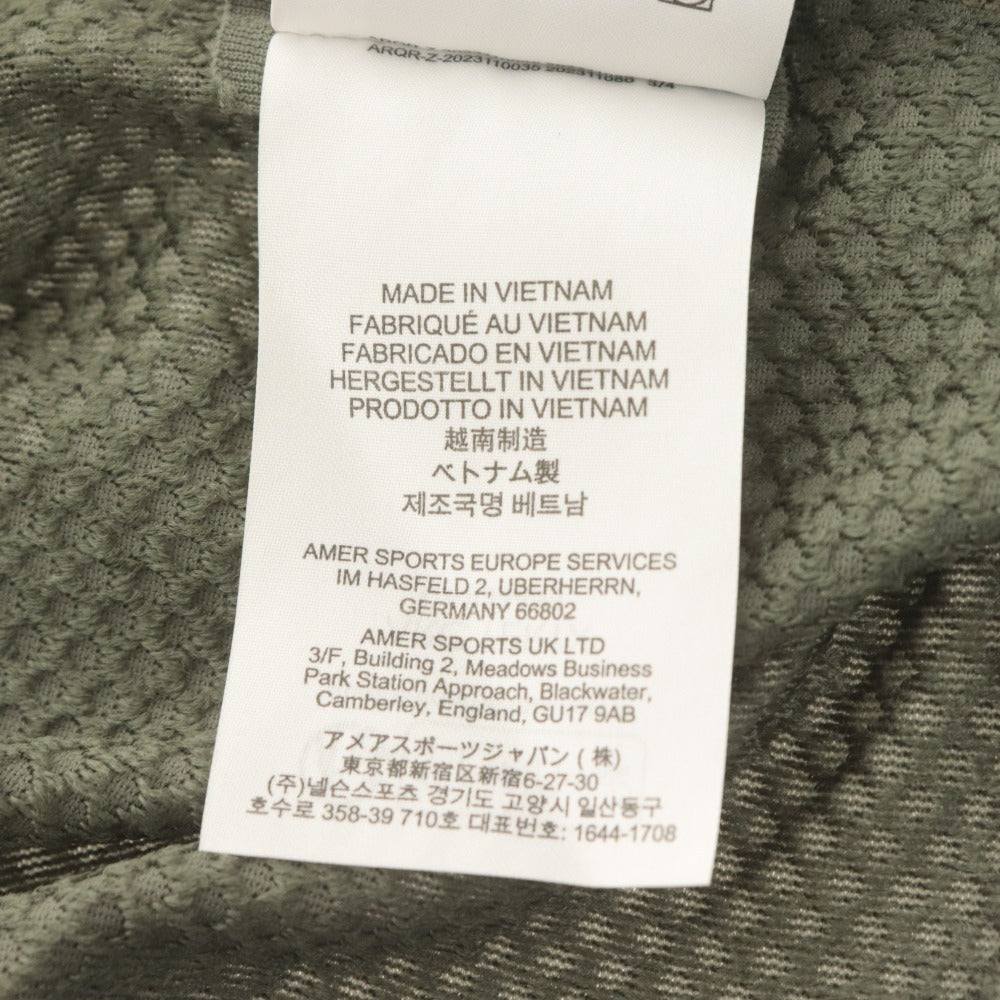 ARQR-Z-2023110035 202311088 3/4
MADE IN VIETNAM
FABRIQUÉ AU VIETNAM
FABRICADO EN VIETNAM
HERGESTELLT IN VIETNAM
PRODOTTO IN VIETNAM
越南制造
ベトナム製
제조국명 베트남
AMER SPORTS EUROPE SERVICES
IM HASFELD 2, UBERHERRN,
GERMANY 66802
AMER SPORTS UK LTD
3/F, Building 2, Meadows Business
Park Station Approach, Blackwater,
Camberley, England, GU17 9AB
アメアスポーツジャパン (株)
東京都新宿区新宿6-27-30
(주)넬슨스포츠 경기도 고양시 일산동구
호수로 358-39 710호 대표번호: 1644-1708